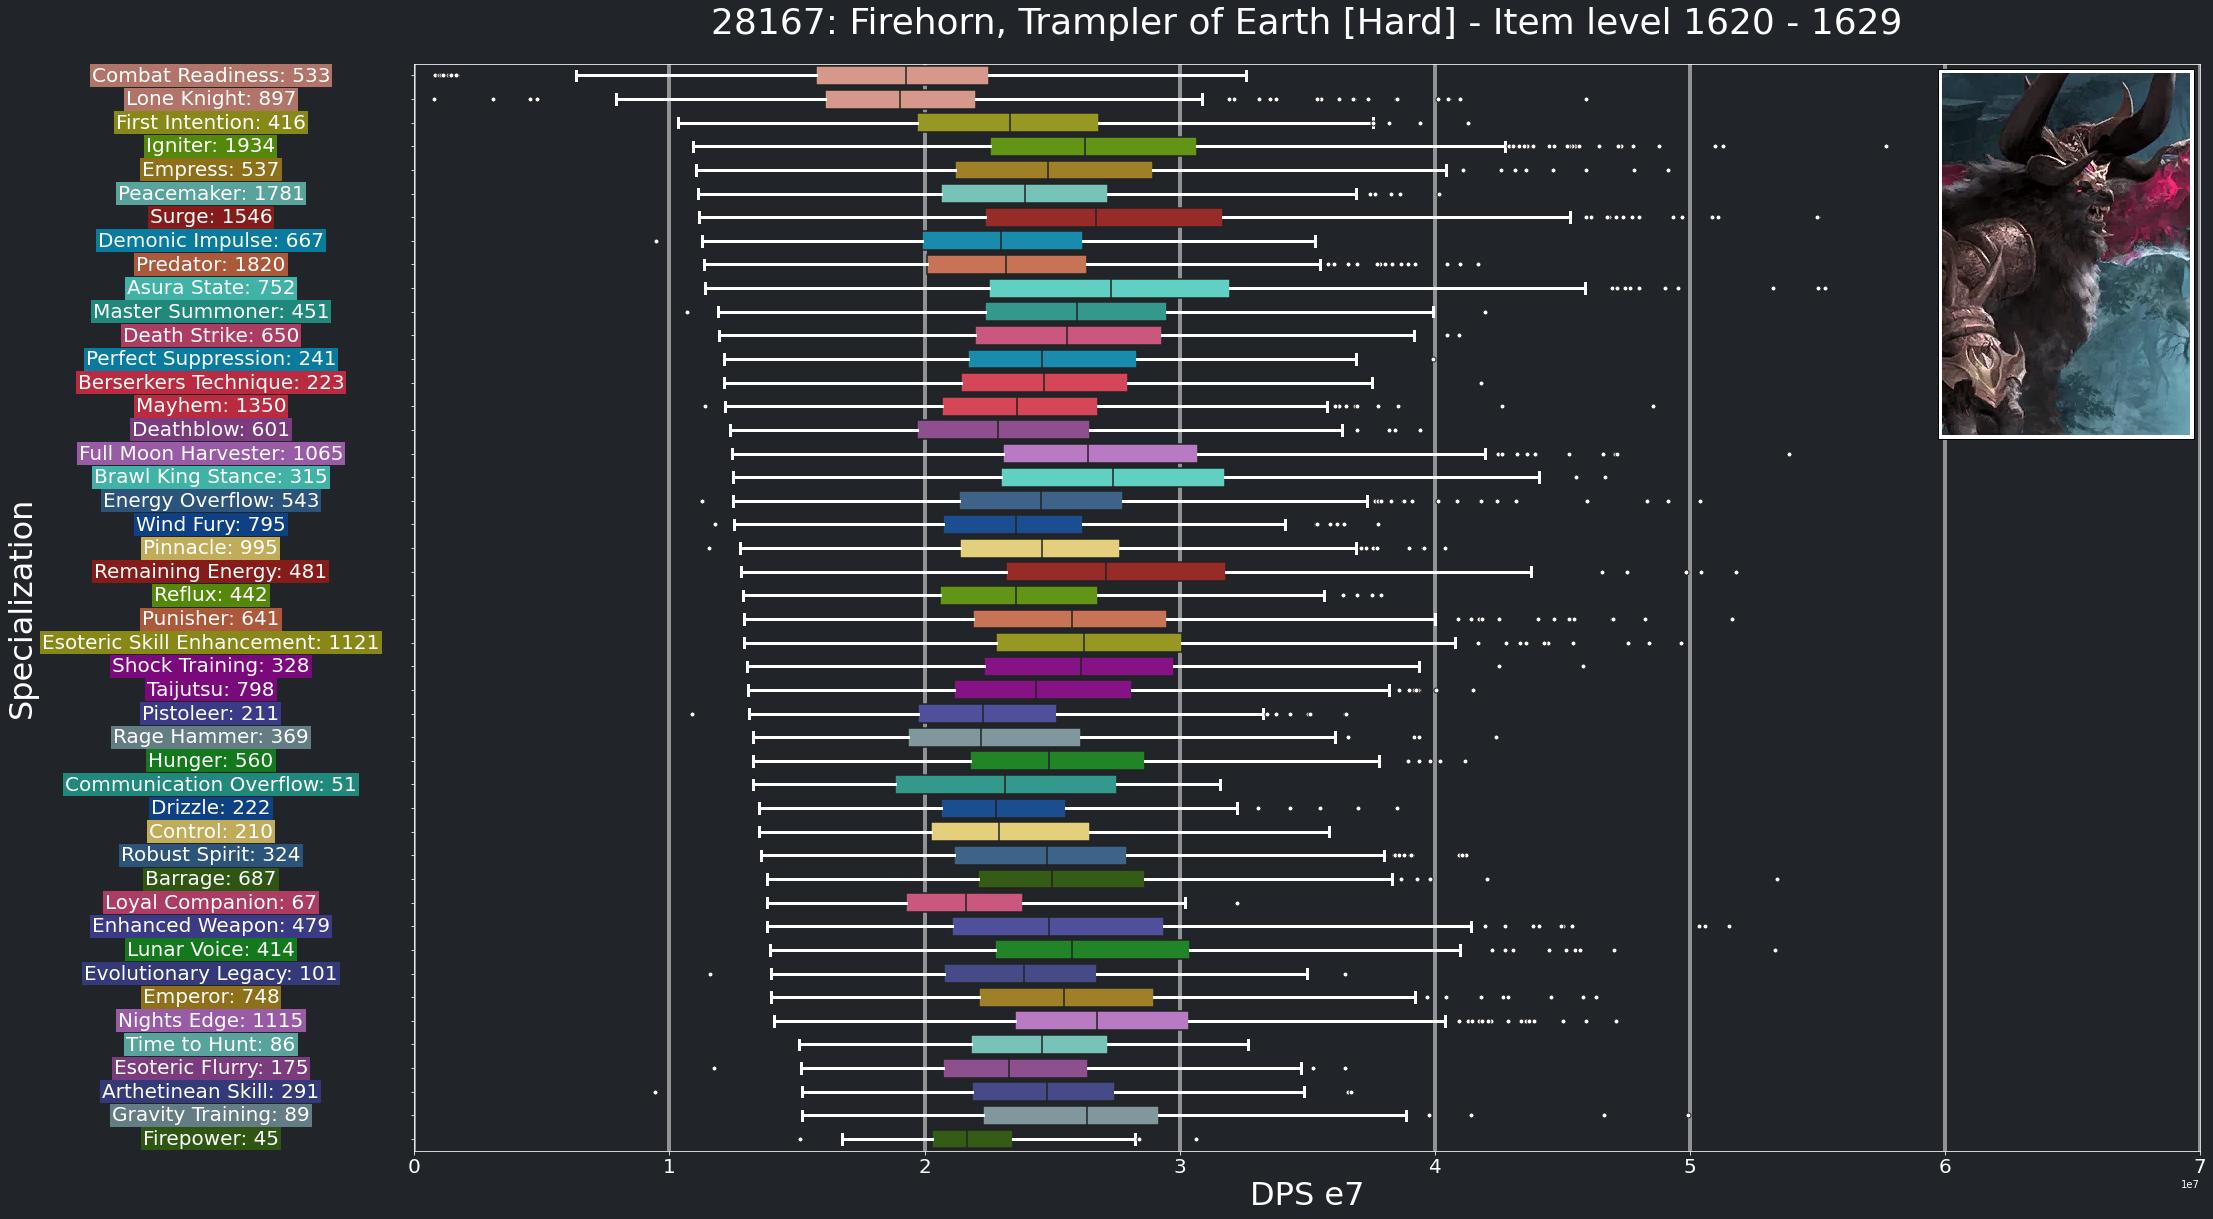 28167: Firehorn, Trampler of Earth [Hard] - Item level 1620 - 1629
Specialization
Combat Readiness: 533
Lone Knight: 897
First Intention: 416
Igniter: 1934
Empress: 537
Peacemaker: 1781
Surge: 1546
Demonic Impulse: 667
Predator: 1820
Asura State: 752
Master Summoner: 451
Death Strike: 650
Perfect Suppression: 241
Berserkers Technique: 223
Mayhem: 1350
Deathblow: 601
Full Moon Harvester: 1065
Brawl King Stance: 315
Energy Overflow: 543
Wind Fury: 795
Pinnacle: 995
Remaining Energy: 481
Reflux: 442
Punisher: 641
Esoteric Skill Enhancement: 1121
Shock Training: 328
Taijutsu: 798
Pistoleer: 211
Rage Hammer: 369
Hunger: 560
Communication Overflow: 51
Drizzle: 222
Control: 210
Robust Spirit: 324
Barrage: 687
Loyal Companion: 67
Enhanced Weapon: 479
Lunar Voice: 414
Evolutionary Legacy: 101
Emperor: 748
Nights Edge: 1115
Time to Hunt: 86
Esoteric Flurry: 175
Arthetinean Skill: 291
Gravity Training: 89
Firepower: 45
0 1 2 3 4 5 6 7
1e7
DPS e7